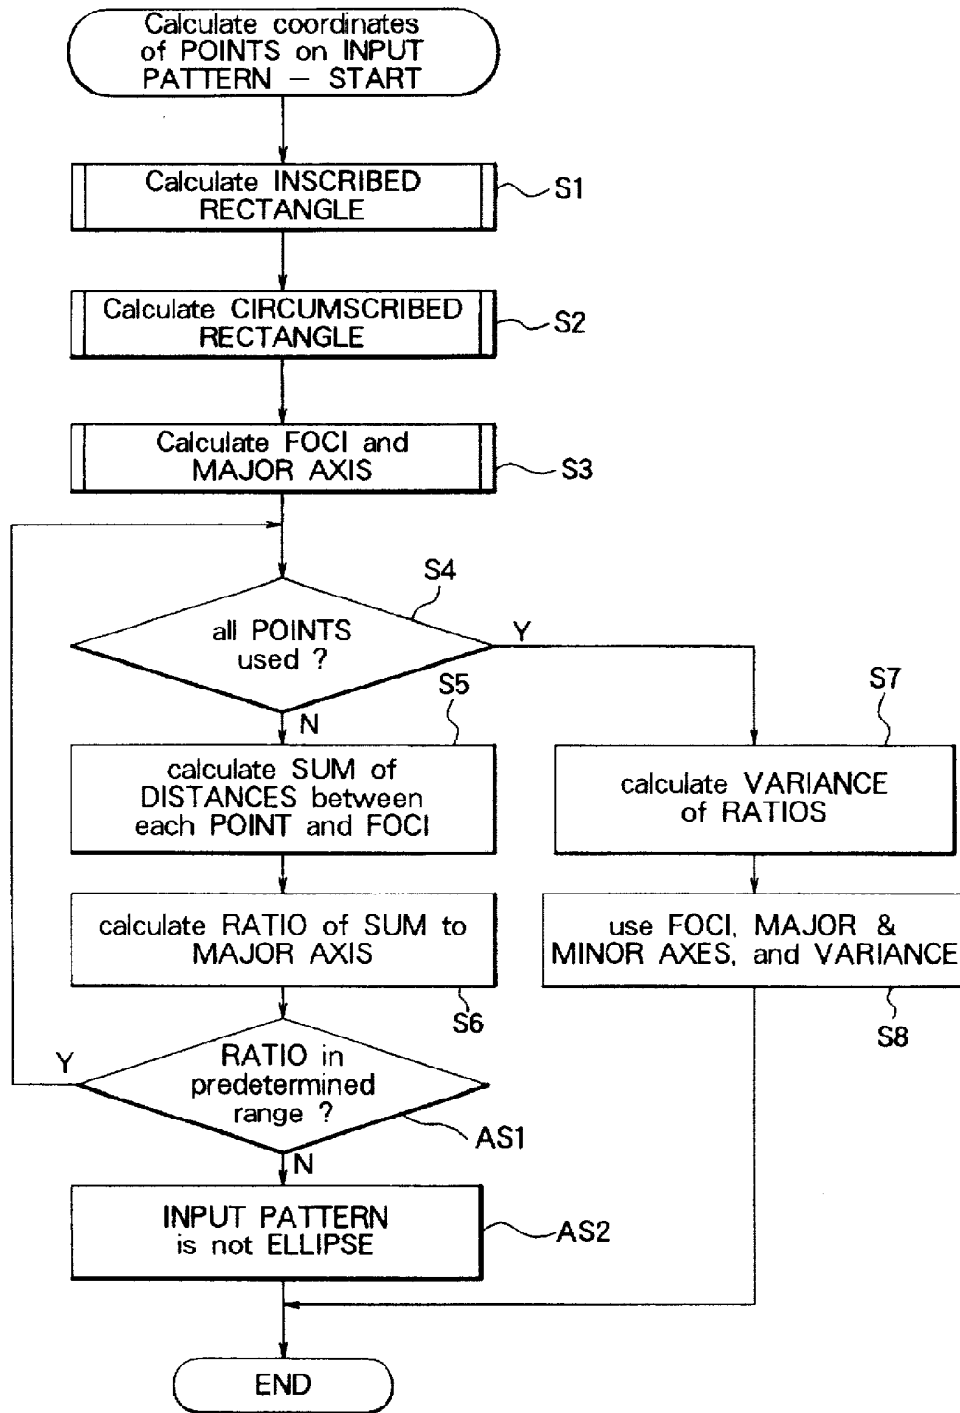 Calculate coordinates
of POINTS on INPUT
PATTERN — START
Calculate INSCRIBED
RECTANGLE
S1
Calculate CIRCUMSCRIBED
RECTANGLE
S2
Calculate FOCI and
MAJOR AXIS
S3
S4
all POINTS
used ?
Y
N
S5
calculate SUM of
DISTANCES between
each POINT and FOCI
S7
calculate VARIANCE
of RATIOS
calculate RATIO of SUM to
MAJOR AXIS
S6
use FOCI, MAJOR &
MINOR AXES, and VARIANCE
S8
Y
RATIO in
predetermined
range ?
AS1
N
INPUT PATTERN
is not ELLIPSE
AS2
END